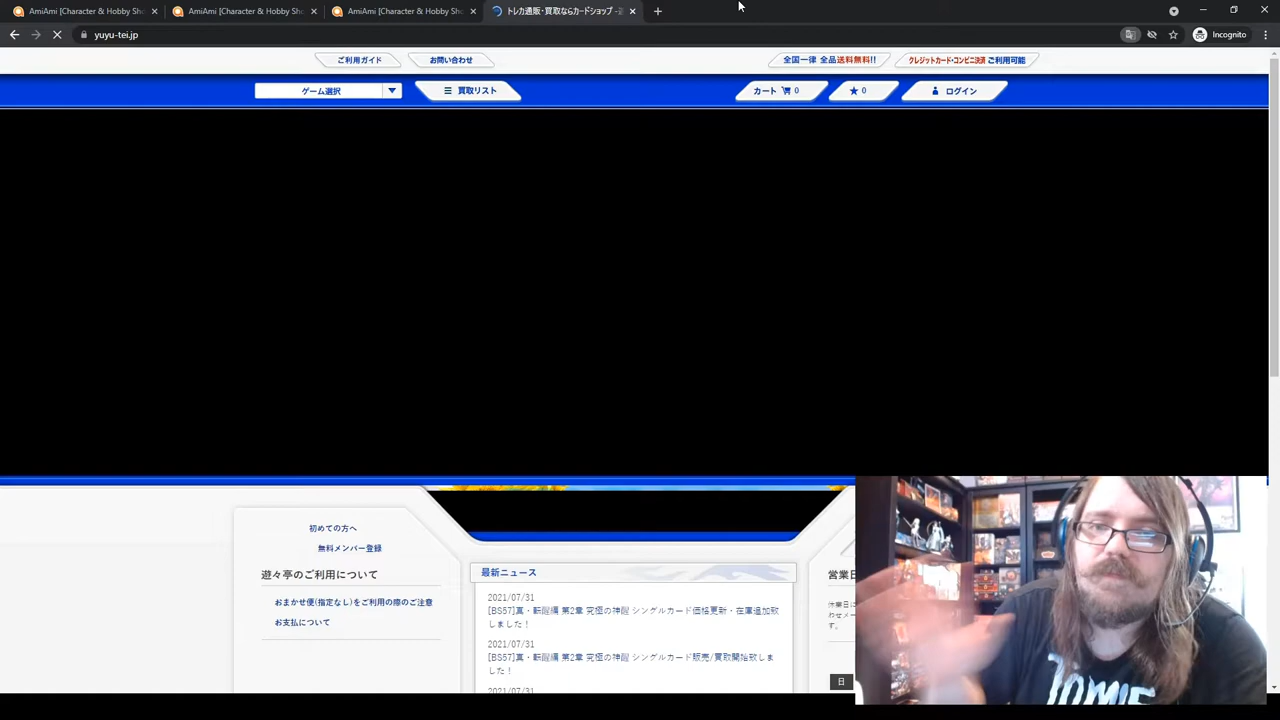 AmiAmi [Character & Hobby Sho
AmiAmi [Character & Hobby Sho
AmiAmi [Character & Hobby Sho
トレカ通販・買取ならカードショップ -遊
yuyu-tei.jp
Incognito
ご利用ガイド
お問い合わせ
全国一律 全品送料無料!!
クレジットカード・コンビニ決済 ご利用可能
ゲーム選択
買取リスト
カート 0
★ 0
ログイン
初めての方へ
無料メンバー登録
遊々亭のご利用について
おまかせ便(指定なし)をご利用の際のご注意
お支払について
最新ニュース
2021/07/31
[BS57]真・転醒編 第2章 究極の神醒 シングルカード価格更新・在庫追加致
しました!
2021/07/31
[BS57]真・転醒編 第2章 究極の神醒 シングルカード販売/買取開始致しま
した!
2021/07/31
営業日
日